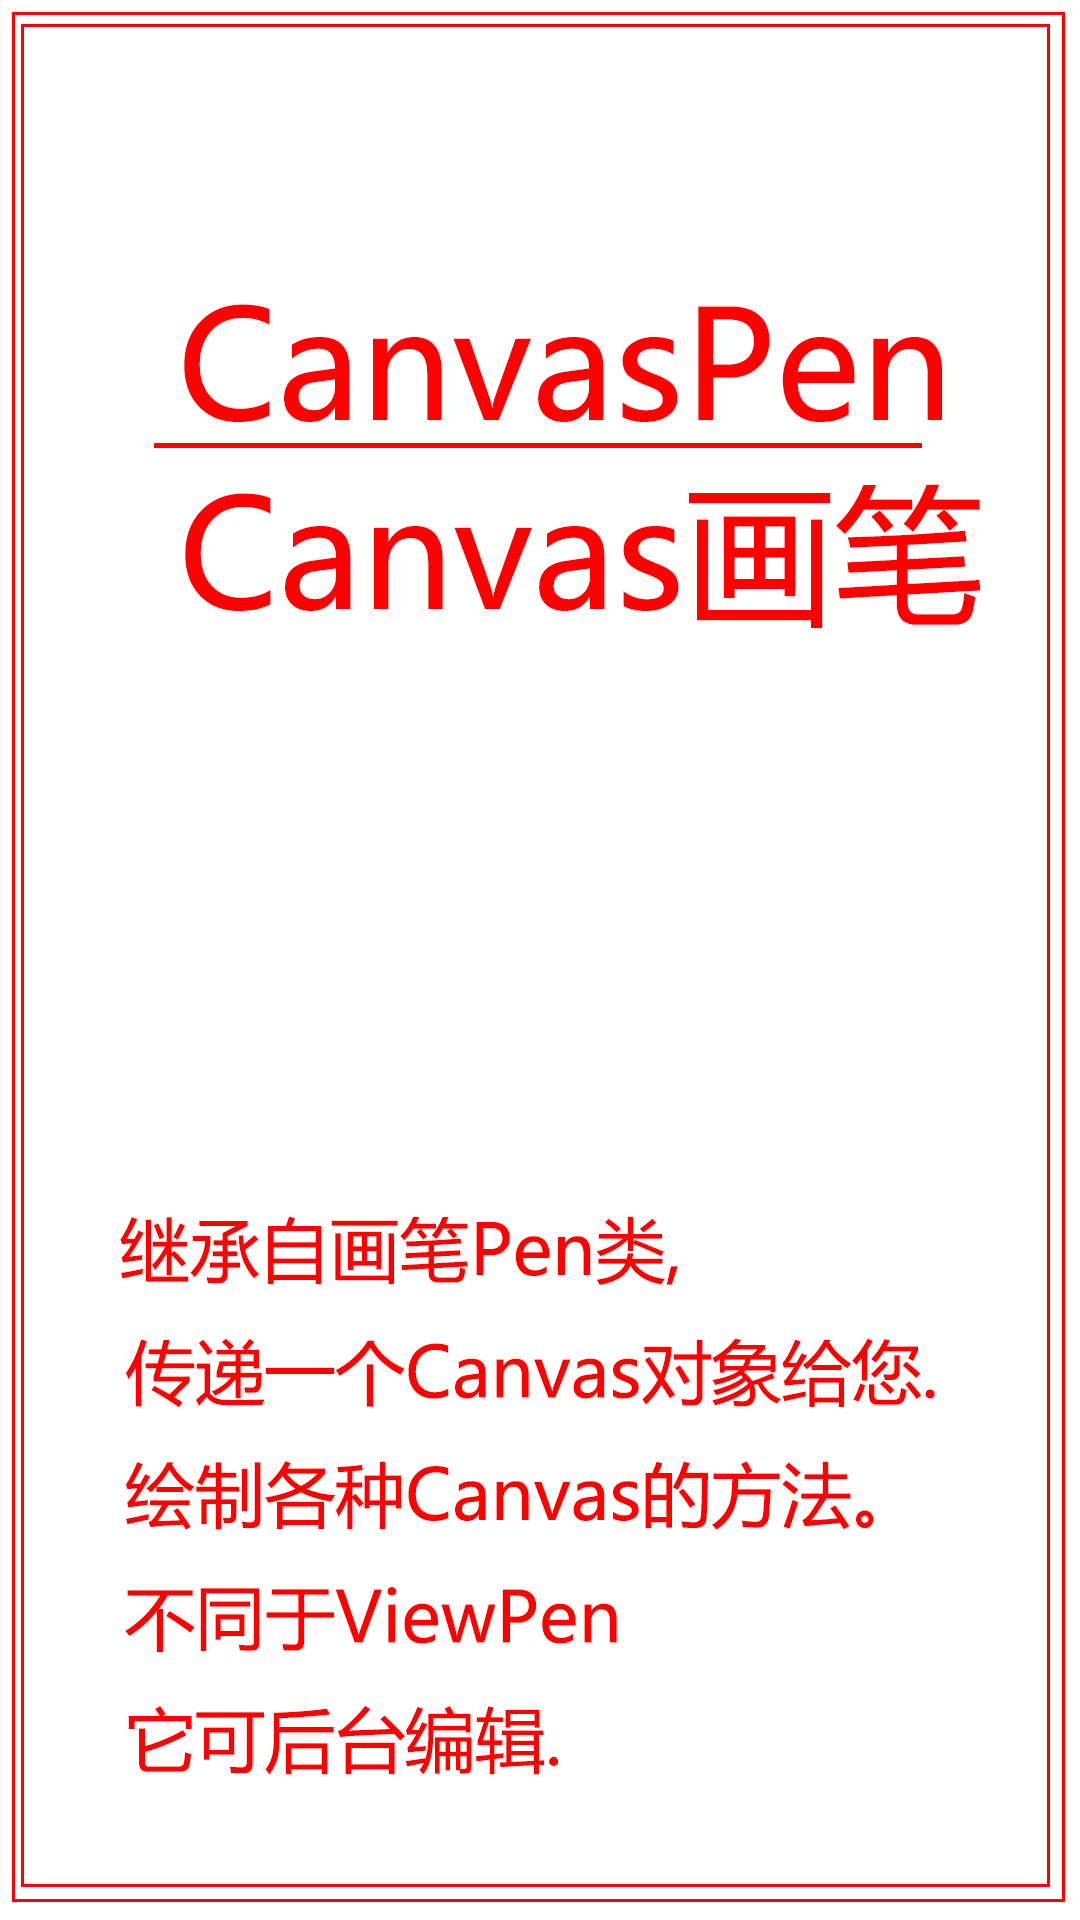 CanvasPen
Canvas画笔
继承自画笔Pen类,
传递一个Canvas对象给您.
绘制各种Canvas的方法。
不同于ViewPen
它可后台编辑.